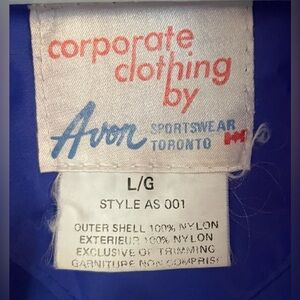 corporate
clothing
by
Avon SPORTSWEAR
TORONTO
L/G
STYLE AS 001
OUTER SHELL 100% NYLON
EXTERIEUR 100% NYLON
EXCLUSIVE OF TRIMMING
GARNITURE NON COMPRISE